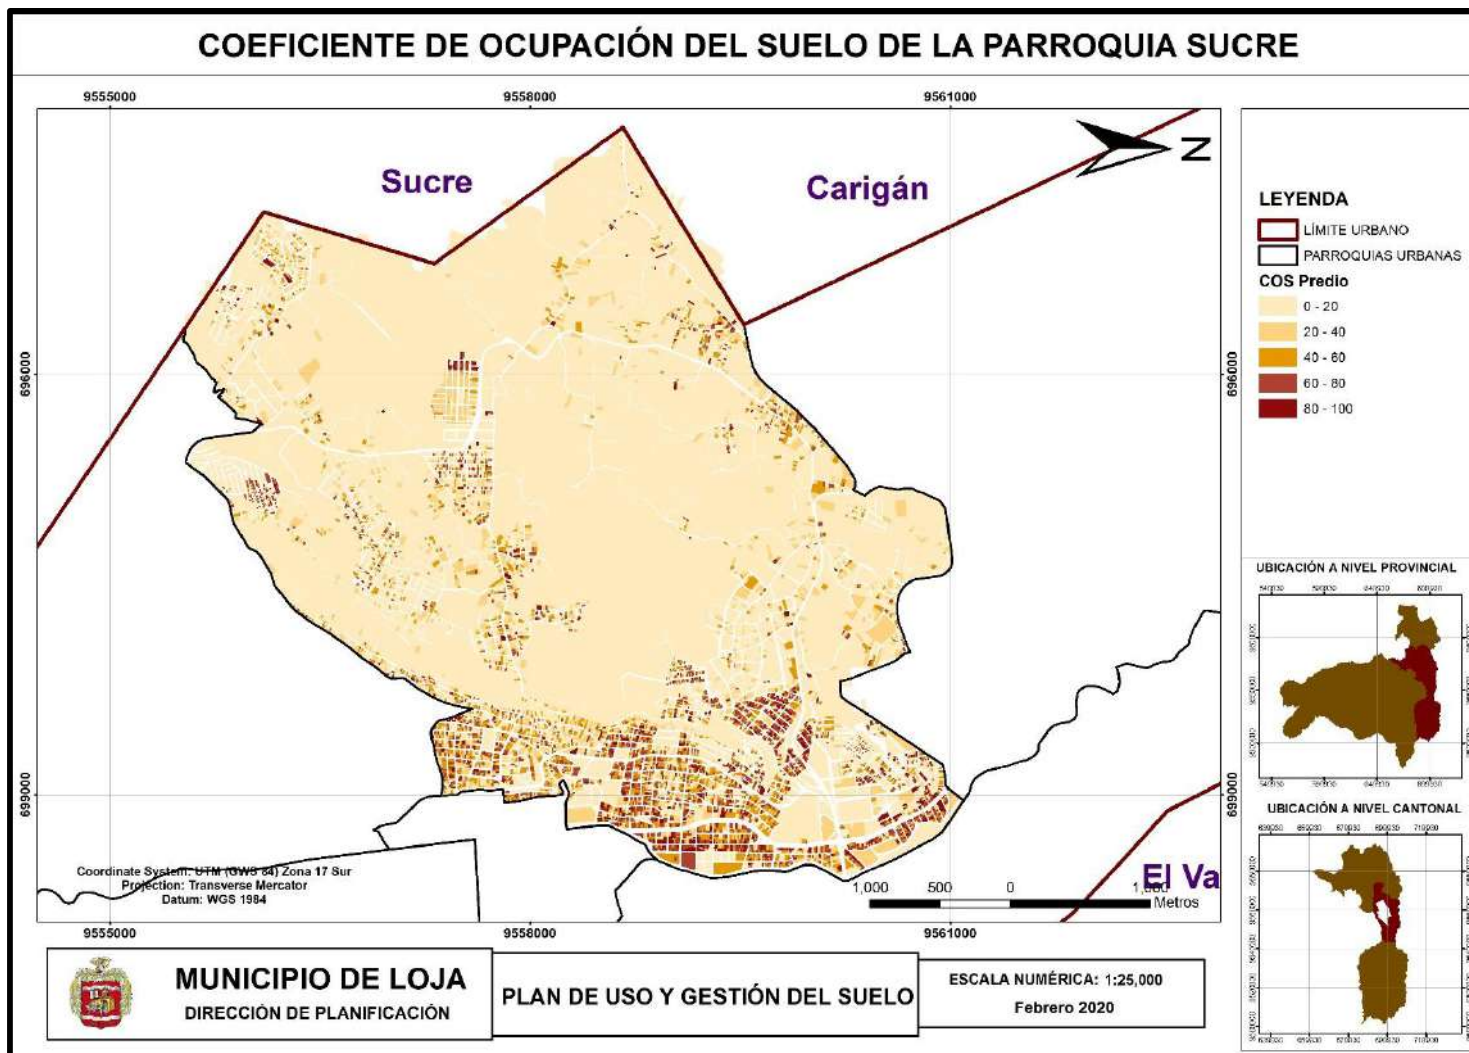 COEFICIENTE DE OCUPACIÓN DEL SUELO DE LA PARROQUIA SUCRE
9555000
9558000
9561000
Sucre
Carigán
N
696000
696000
699000
699000
El Va
Coordinate System: UTM (GWS 84) Zona 17 Sur
Projection: Transverse Mercator
Datum: WGS 1984
1,000 500 0 1,000
Metros
9555000
9558000
9561000
LEYENDA
LÍMITE URBANO
PARROQUIAS URBANAS
COS Predio
0 - 20
20 - 40
40 - 60
60 - 80
80 - 100
UBICACIÓN A NIVEL PROVINCIAL
UBICACIÓN A NIVEL CANTONAL
MUNICIPIO DE LOJA
DIRECCIÓN DE PLANIFICACIÓN
PLAN DE USO Y GESTIÓN DEL SUELO
ESCALA NUMÉRICA: 1:25,000
Febrero 2020